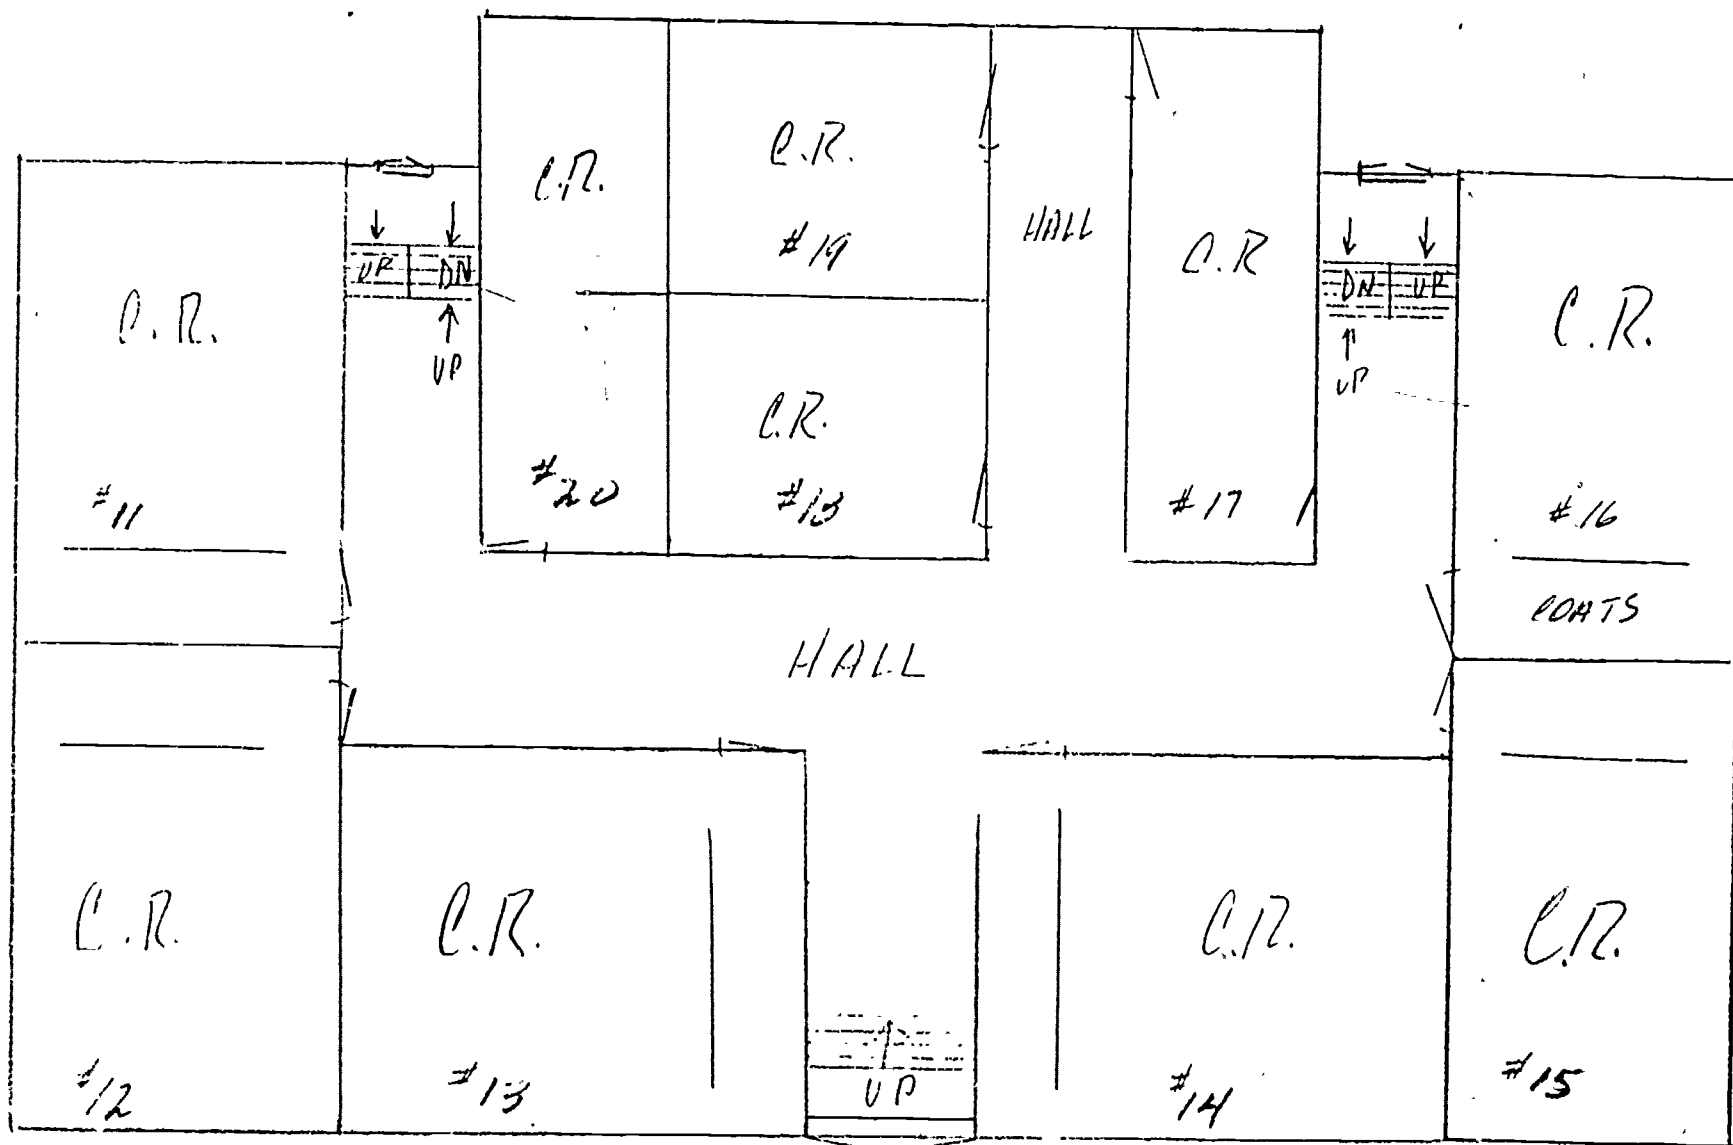 C.R.
#19
C.R.
#20
HALL
C.R
#17
UP
DN
UP
DN
UP
UP
C.R.
#11
C.R.
#18
C.R.
#16
COATS
HALL
C.R.
#12
C.R.
#13
UP
C.R.
#14
C.R.
#15